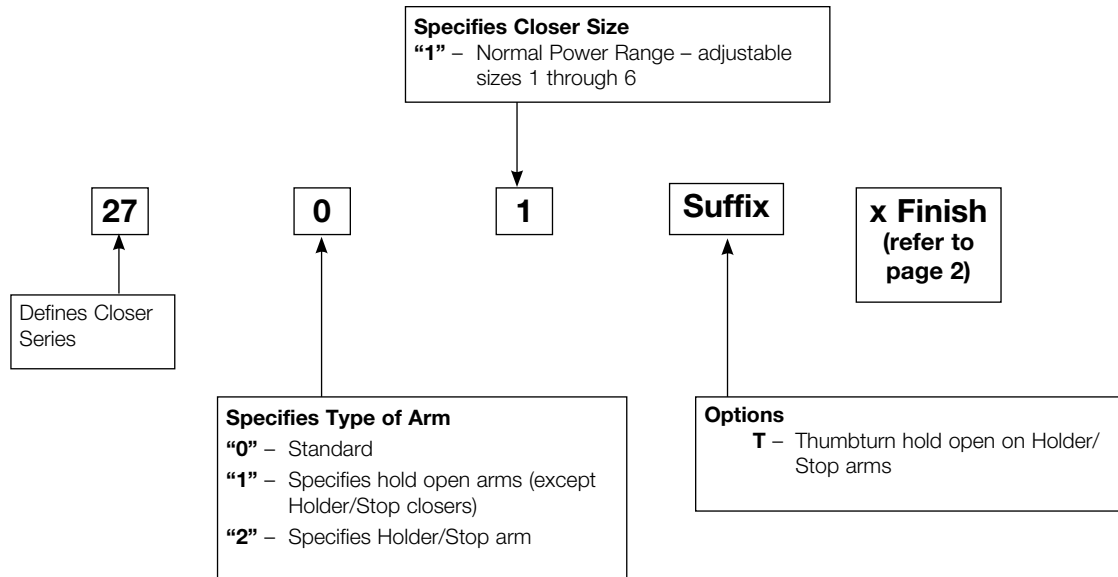 Specifies Closer Size
“1” – Normal Power Range – adjustable
sizes 1 through 6
27
0
1
Suffix
x Finish
(refer to
page 2)
Defines Closer
Series
Specifies Type of Arm
“0” – Standard
“1” – Specifies hold open arms (except
Holder/Stop closers)
“2” – Specifies Holder/Stop arm
Options
T – Thumbturn hold open on Holder/
Stop arms